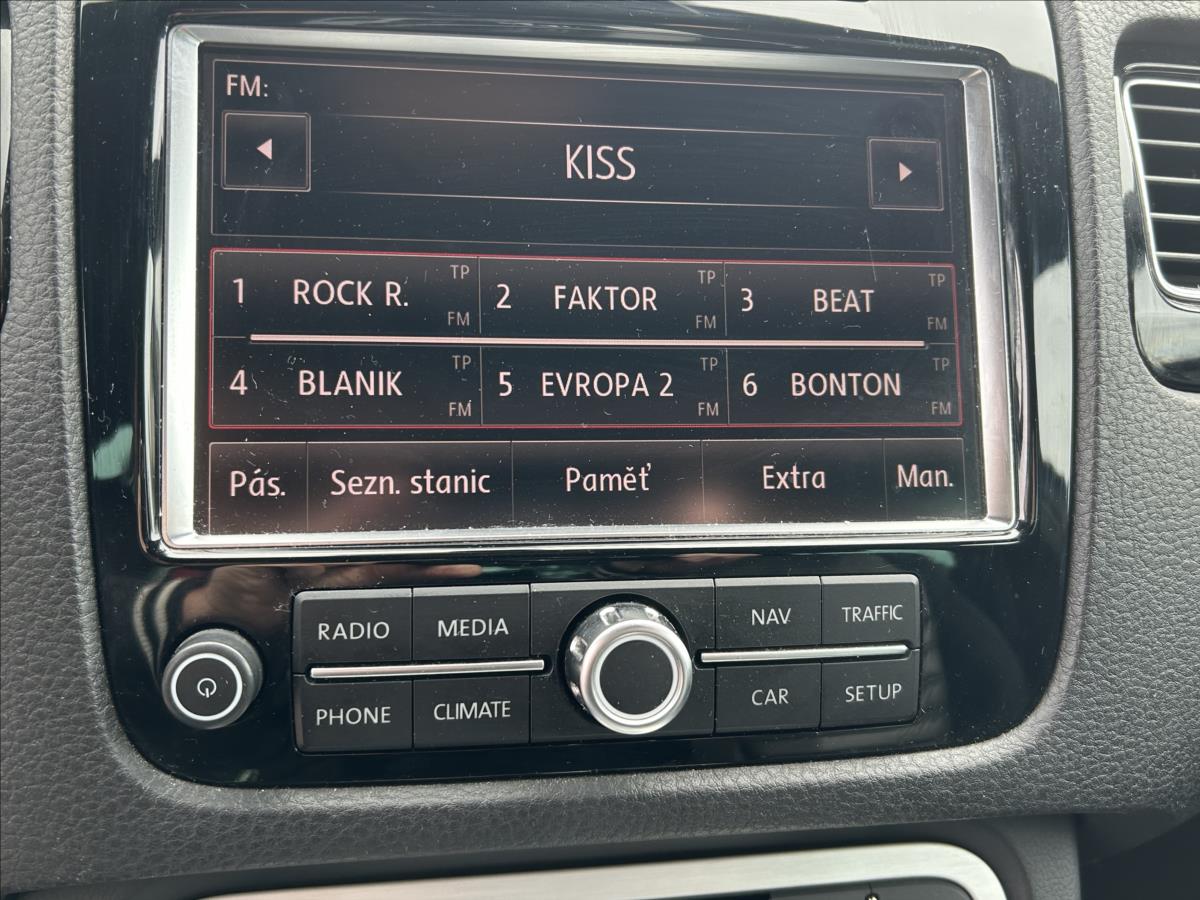 FM:
KISS
1 ROCK R. TP FM
2 FAKTOR TP FM
3 BEAT TP FM
4 BLANIK TP FM
5 EVROPA 2 TP FM
6 BONTON TP FM
Pás. Sezn. stanic Paměť Extra Man.
RADIO MEDIA NAV TRAFFIC
PHONE CLIMATE CAR SETUP